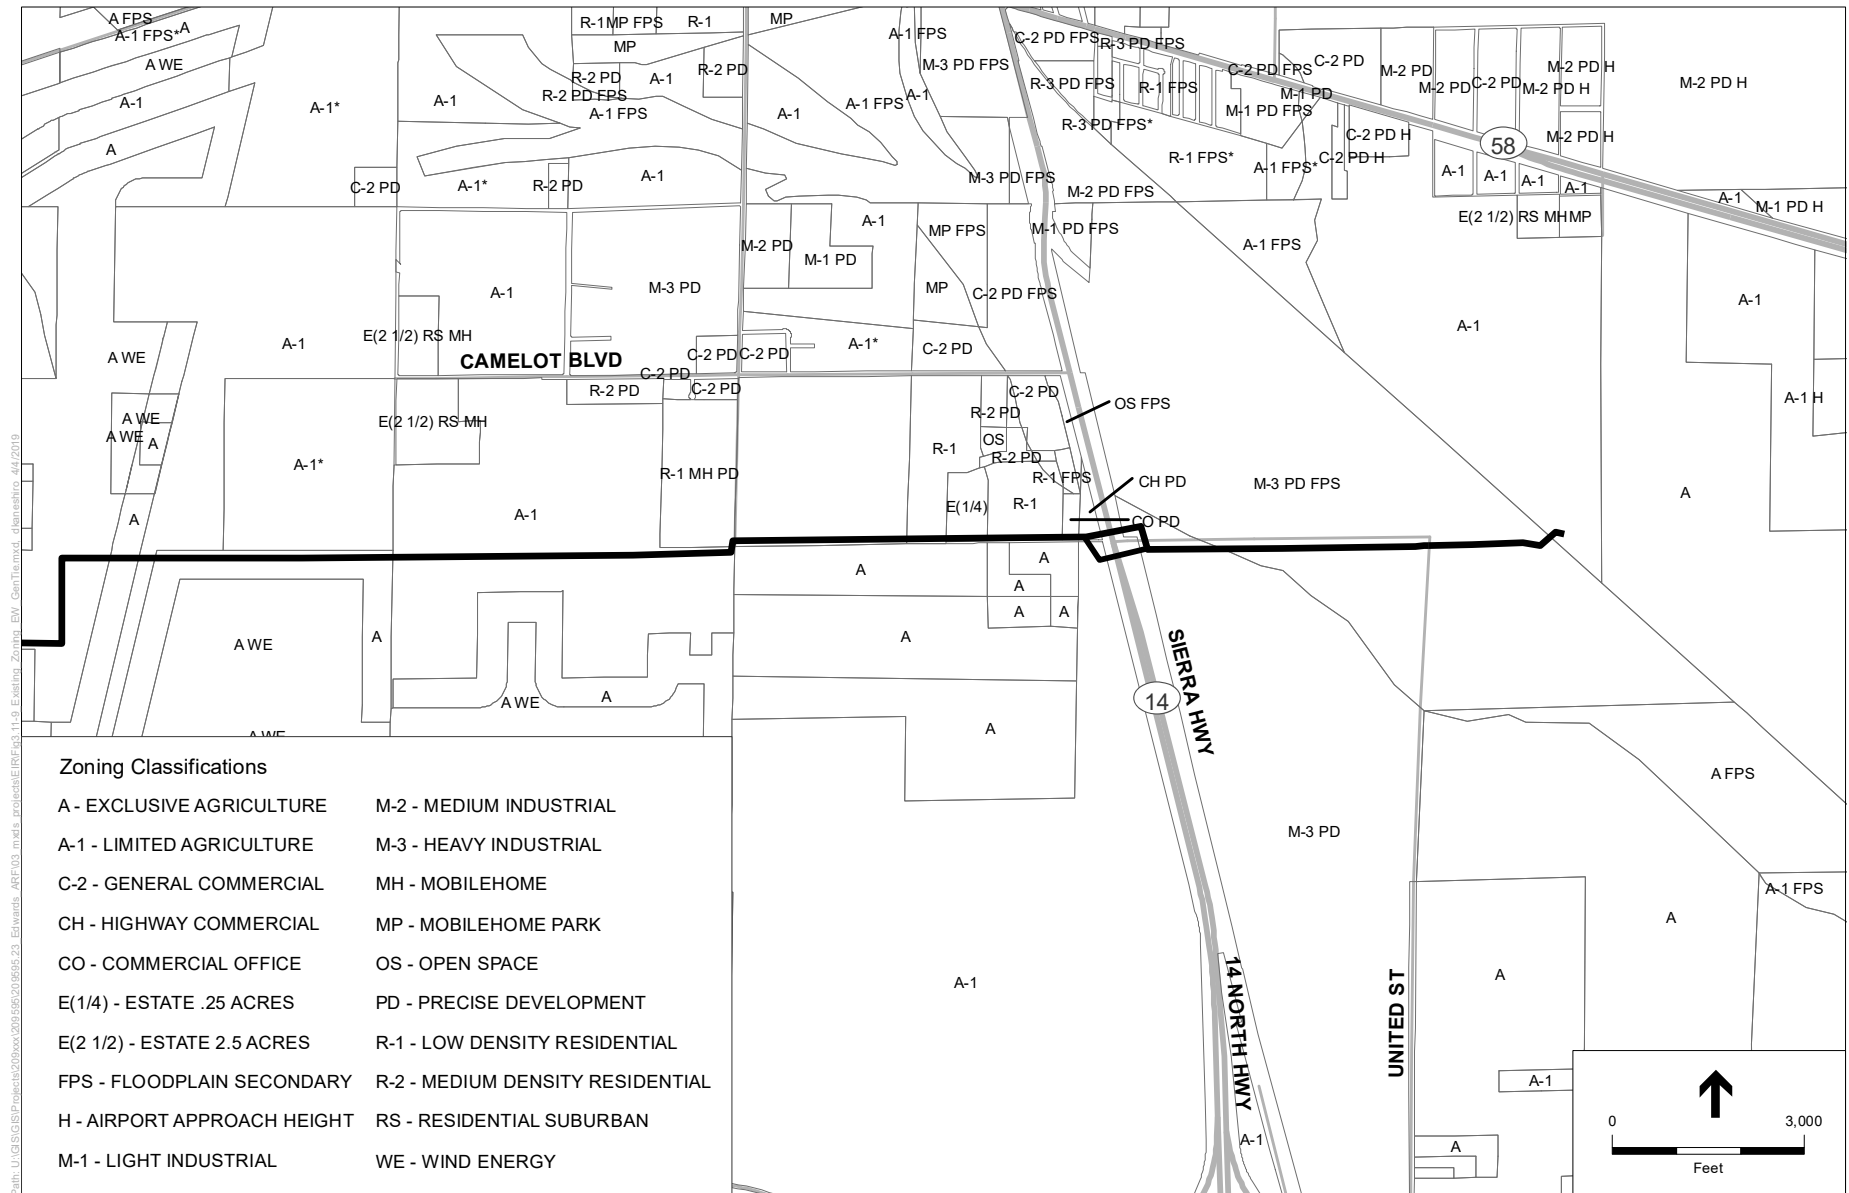 A FPS
A-1 FPS*
A
R-1
MP FPS
R-1
MP
MP
A-1 FPS
C-2 PD FPS
R-3 PD FPS
A WE
R-2 PD
A-1
R-2 PD
M-3 PD FPS
R-3 PD FPS
R-1 FPS
C-2 PD FPS
C-2 PD
M-2 PD
M-2 PD
C-2 PD
M-2 PD H
M-2 PD H
M-2 PD H
A-1
A-1*
A-1
R-2 PD FPS
A-1 FPS
A-1
A-1 FPS
A-1
M-1 PD
M-1 PD FPS
R-3 PD FPS*
C-2 PD H
M-2 PD H
58
A
R-1 FPS*
A-1 FPS*
C-2 PD H
C-2 PD
A-1*
R-2 PD
A-1
M-3 PD FPS
M-2 PD FPS
A-1
A-1
A-1
A-1
A-1
M-1 PD H
E(2 1/2) RS MH
MP
A-1
MP FPS
M-1 PD FPS
A-1 FPS
M-2 PD
M-1 PD
A-1
M-3 PD
MP
C-2 PD FPS
A-1
A-1
A WE
A-1
E(2 1/2) RS MH
CAMELOT BLVD
C-2 PD
C-2 PD
A-1*
C-2 PD
C-2 PD
R-2 PD
C-2 PD
C-2 PD
OS FPS
A-1 H
A WE
A WE
A
E(2 1/2) RS MH
R-2 PD
OS
R-1
R-2 PD
A-1*
R-1 MH PD
R-1 FPS
CH PD
M-3 PD FPS
A
A
A-1
E(1/4)
R-1
CO PD
A
A
A
A
A
A WE
A
A
SIERRA HWY
A WE
A
14
A
A WE
A FPS
M-3 PD
A-1 FPS
A
A
A-1
14 NORTH HWY
UNITED ST
A-1
A-1
A
Zoning Classifications
A - EXCLUSIVE AGRICULTURE
A-1 - LIMITED AGRICULTURE
C-2 - GENERAL COMMERCIAL
CH - HIGHWAY COMMERCIAL
CO - COMMERCIAL OFFICE
E(1/4) - ESTATE .25 ACRES
E(2 1/2) - ESTATE 2.5 ACRES
FPS - FLOODPLAIN SECONDARY
H - AIRPORT APPROACH HEIGHT
M-1 - LIGHT INDUSTRIAL
M-2 - MEDIUM INDUSTRIAL
M-3 - HEAVY INDUSTRIAL
MH - MOBILEHOME
MP - MOBILEHOME PARK
OS - OPEN SPACE
PD - PRECISE DEVELOPMENT
R-1 - LOW DENSITY RESIDENTIAL
R-2 - MEDIUM DENSITY RESIDENTIAL
RS - RESIDENTIAL SUBURBAN
WE - WIND ENERGY
0
3,000
Feet